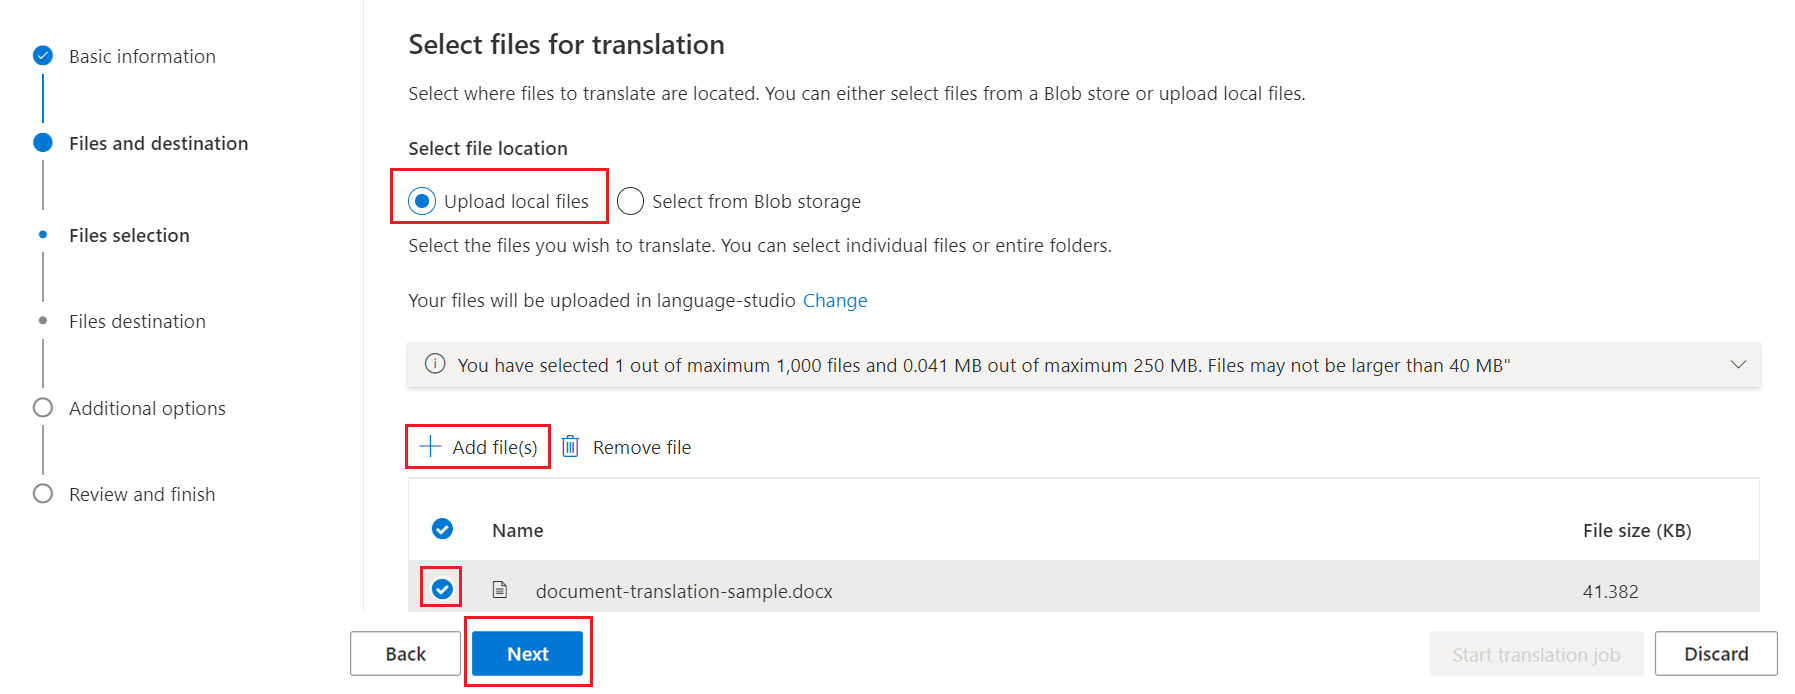 Basic information
Files and destination
Files selection
Files destination
Additional options
Review and finish
Select files for translation
Select where files to translate are located. You can either select files from a Blob store or upload local files.
Select file location
Upload local files Select from Blob storage
Select the files you wish to translate. You can select individual files or entire folders.
Your files will be uploaded in language-studio Change
You have selected 1 out of maximum 1,000 files and 0.041 MB out of maximum 250 MB. Files may not be larger than 40 MB"
Add file(s) Remove file
Name File size (KB)
document-translation-sample.docx 41.382
Back Next Start translation job Discard